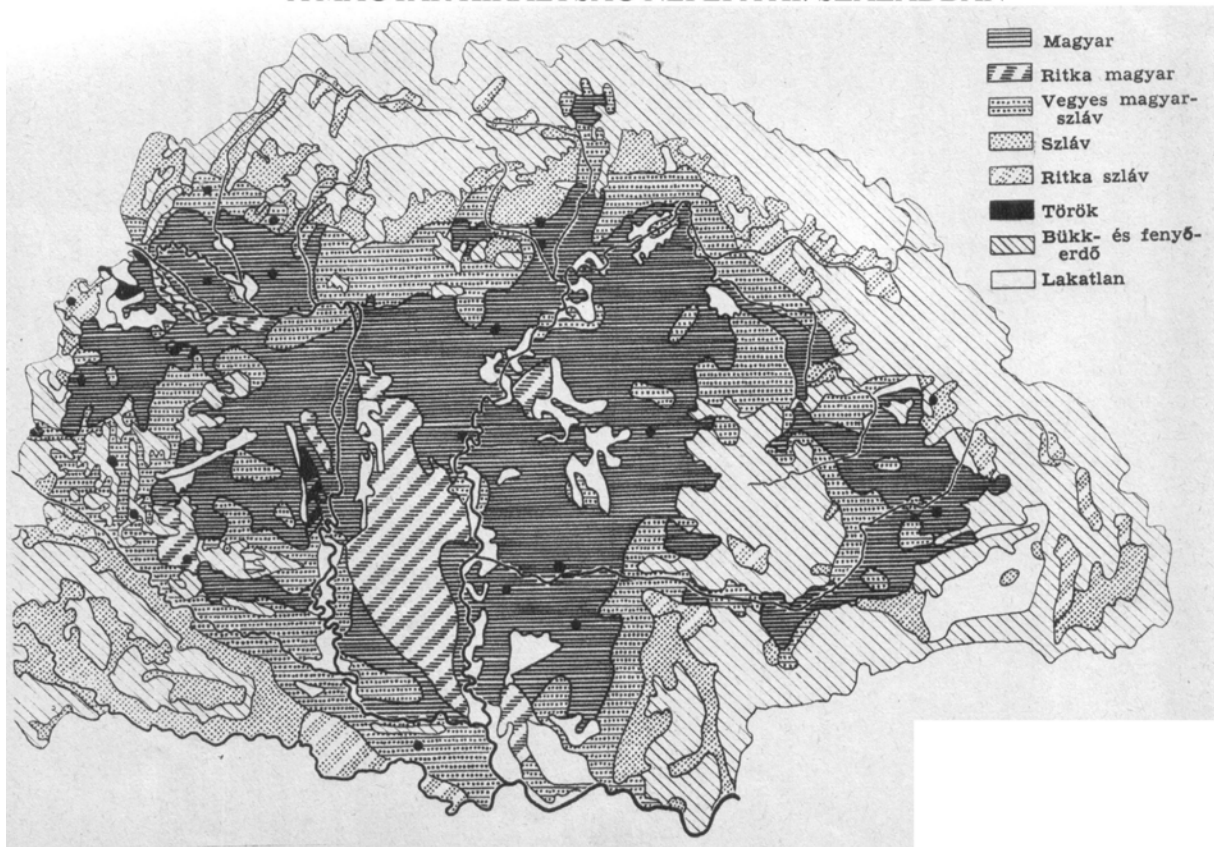 Magyar
Ritka magyar
Vegyes magyar-
szláv
Szláv
Ritka szláv
Török
Bükk- és fenyő-
erdő
Lakatlan